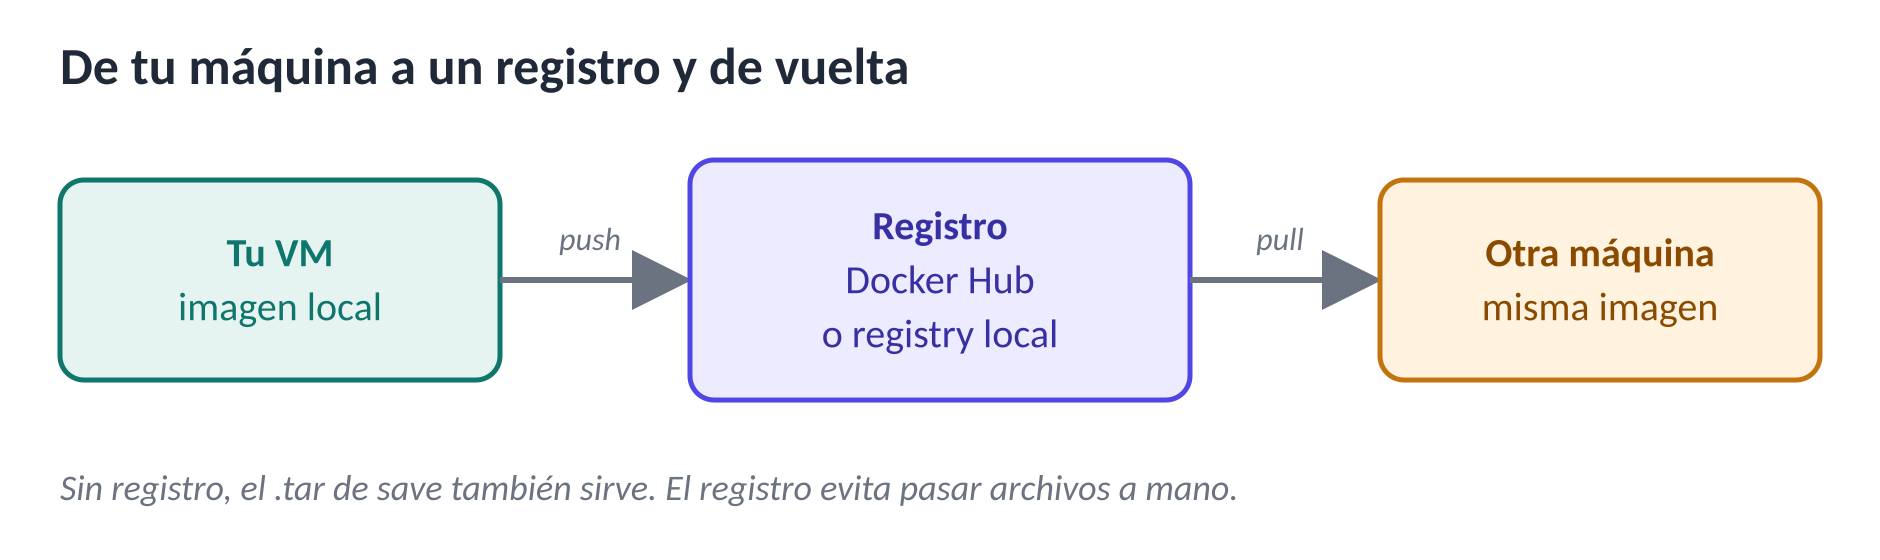 De tu máquina a un registro y de vuelta
Tu VM
imagen local
push
Registro
Docker Hub
o registry local
pull
Otra máquina
misma imagen
Sin registro, el .tar de save también sirve. El registro evita pasar archivos a mano.